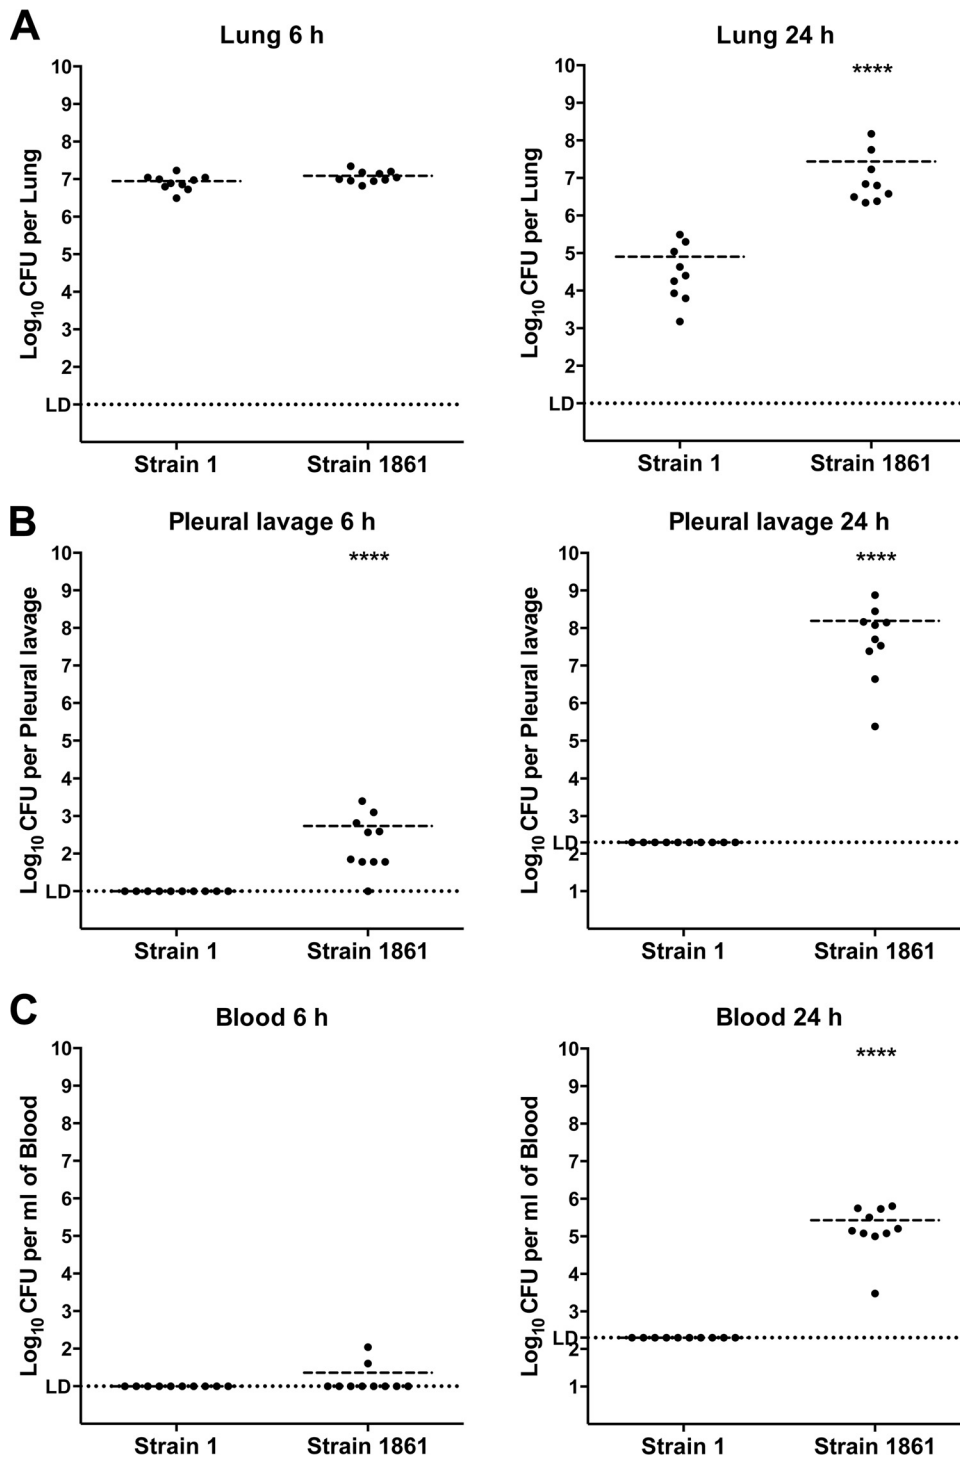 A
Lung 6 h
Log10 CFU per Lung
10
9
8
7
6
5
4
3
2
LD
Strain 1
Strain 1861
Lung 24 h
****
Log10 CFU per Lung
10
9
8
7
6
5
4
3
2
LD
Strain 1
Strain 1861
B
Pleural lavage 6 h
****
Log10 CFU per Pleural lavage
10
9
8
7
6
5
4
3
2
LD
Strain 1
Strain 1861
Pleural lavage 24 h
****
Log10 CFU per Pleural lavage
10
9
8
7
6
5
4
3
LD
2
1
Strain 1
Strain 1861
C
Blood 6 h
Log10 CFU per ml of Blood
10
9
8
7
6
5
4
3
2
LD
Strain 1
Strain 1861
Blood 24 h
****
Log10 CFU per ml of Blood
10
9
8
7
6
5
4
3
LD
2
1
Strain 1
Strain 1861